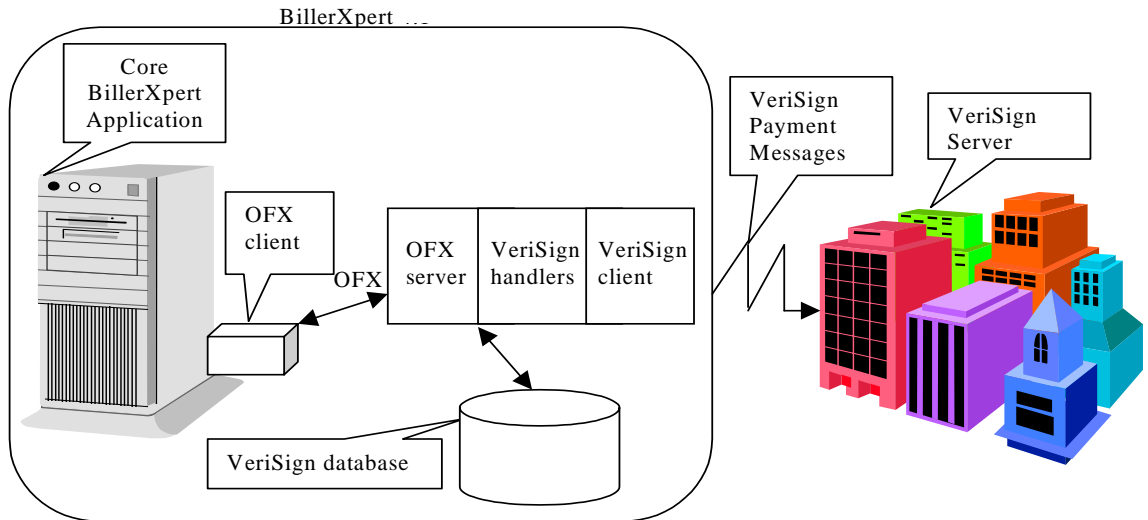 BillerXpert
Core
BillerXpert
Application
OFX
client
OFX
OFX
server
VeriSign
handlers
VeriSign
client
VeriSign database
VeriSign
Payment
Messages
VeriSign
Server